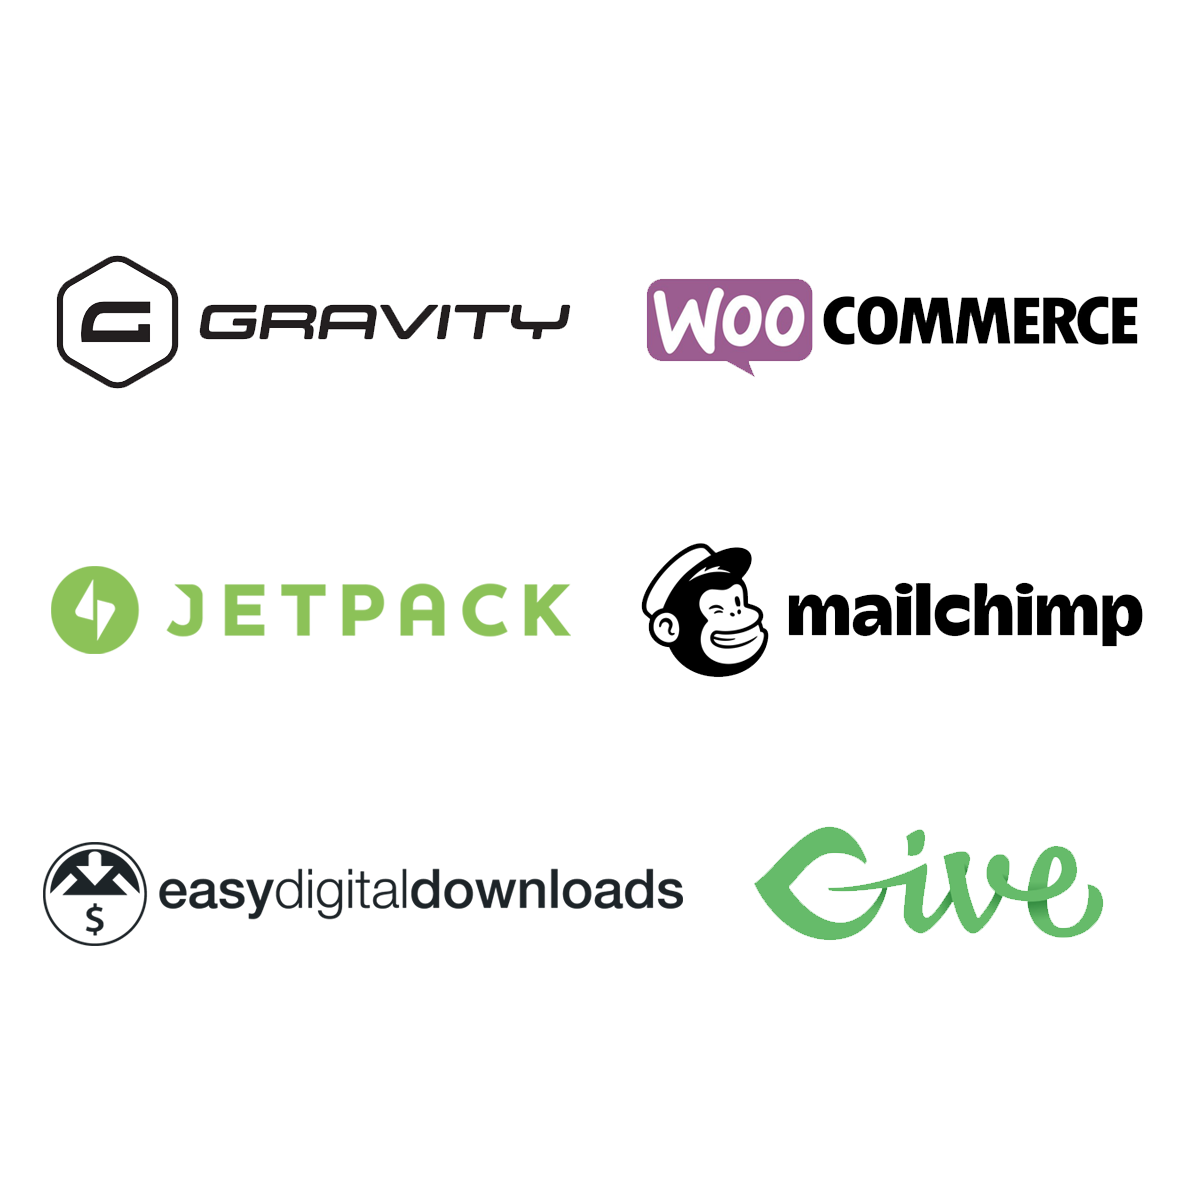 G GRAVITY
WOO COMMERCE
JETPACK
mailchimp
$ easydigitaldownloads
Give